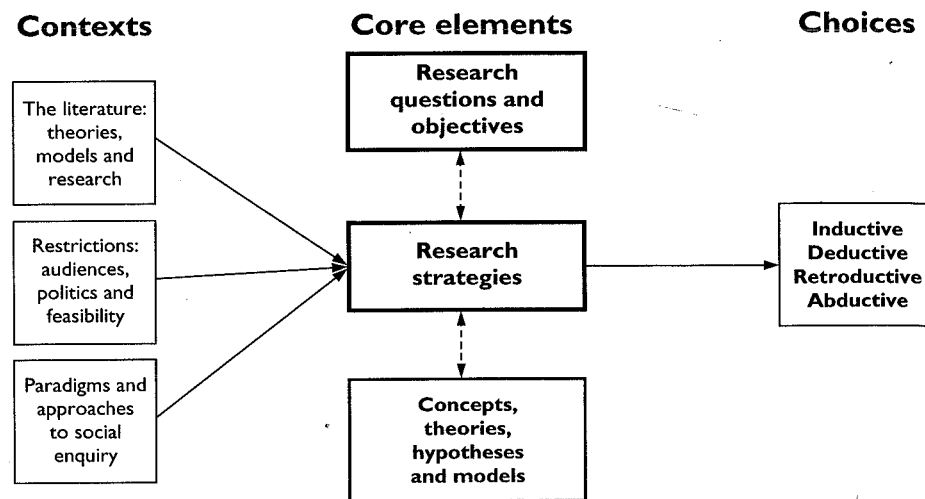 Contexts
Core elements
Choices
The literature:
theories,
models and
research
Restrictions:
audiences,
politics and
feasibility
Paradigms and
approaches
to social
enquiry
Research
questions and
objectives
Research
strategies
Concepts,
theories,
hypotheses
and models
Inductive
Deductive
Retroductive
Abductive